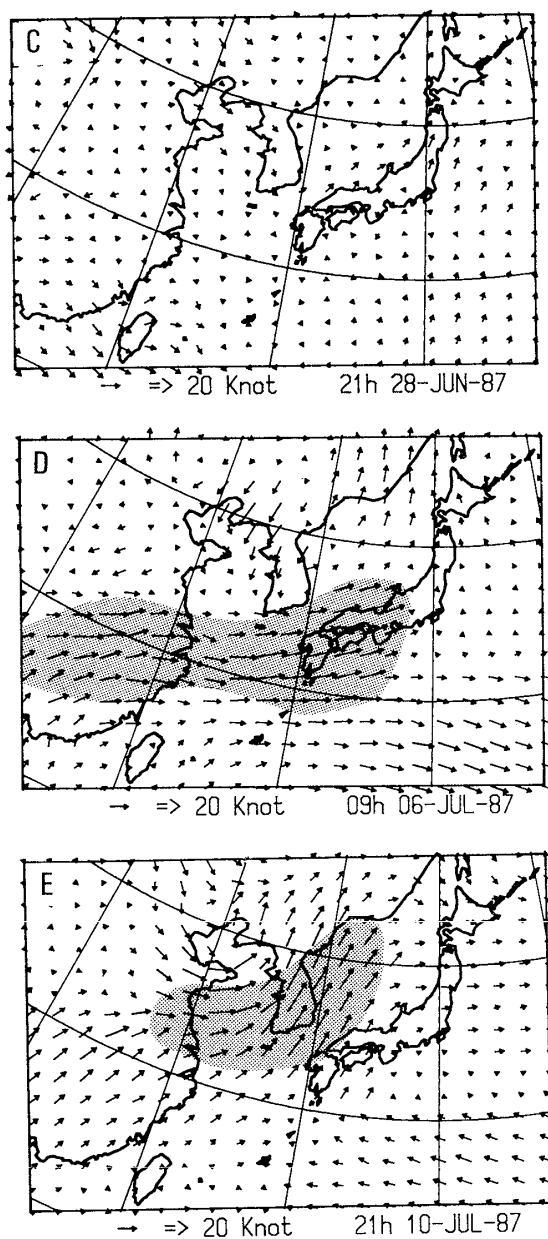 C
→ => 20 Knot 21h 28-JUN-87
D
→ => 20 Knot 09h 06-JUL-87
E
→ => 20 Knot 21h 10-JUL-87